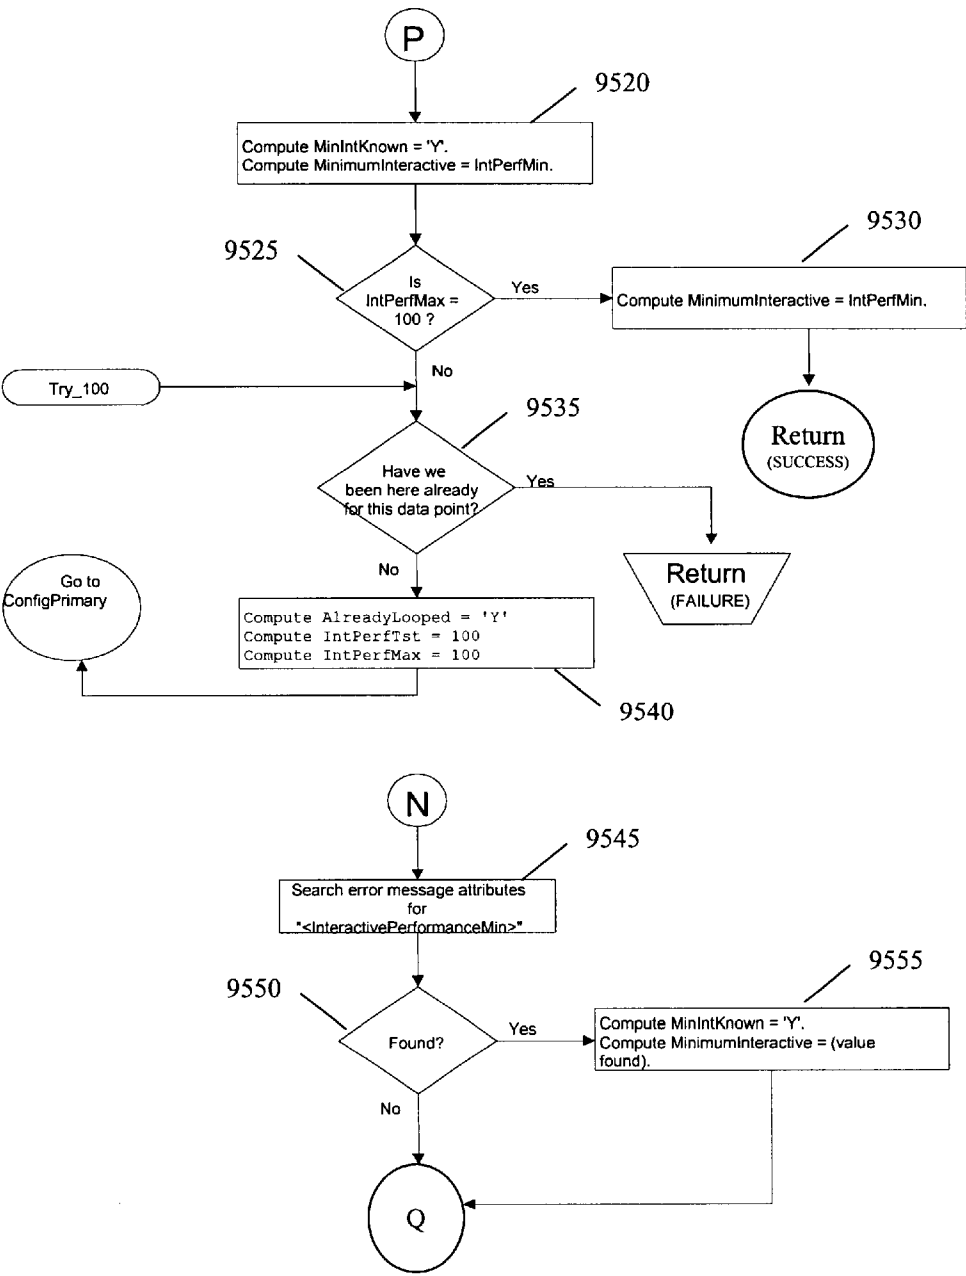 P
9520
Compute MinIntKnown = 'Y'.
Compute MinimumInteractive = IntPerfMin.
9530
9525
Is
IntPerfMax =
100 ?
Yes
Compute MinimumInteractive = IntPerfMin.
No
Try_100
9535
Return
(SUCCESS)
Have we
been here already
for this data point?
Yes
No
Return
(FAILURE)
Go to
ConfigPrimary
Compute AlreadyLooped = 'Y'
Compute IntPerfTst = 100
Compute IntPerfMax = 100
9540
N
9545
Search error message attributes
for
"<InteractivePerformanceMin>"
9555
9550
Found?
Yes
Compute MinIntKnown = 'Y'.
Compute MinimumInteractive = (value
found).
No
Q